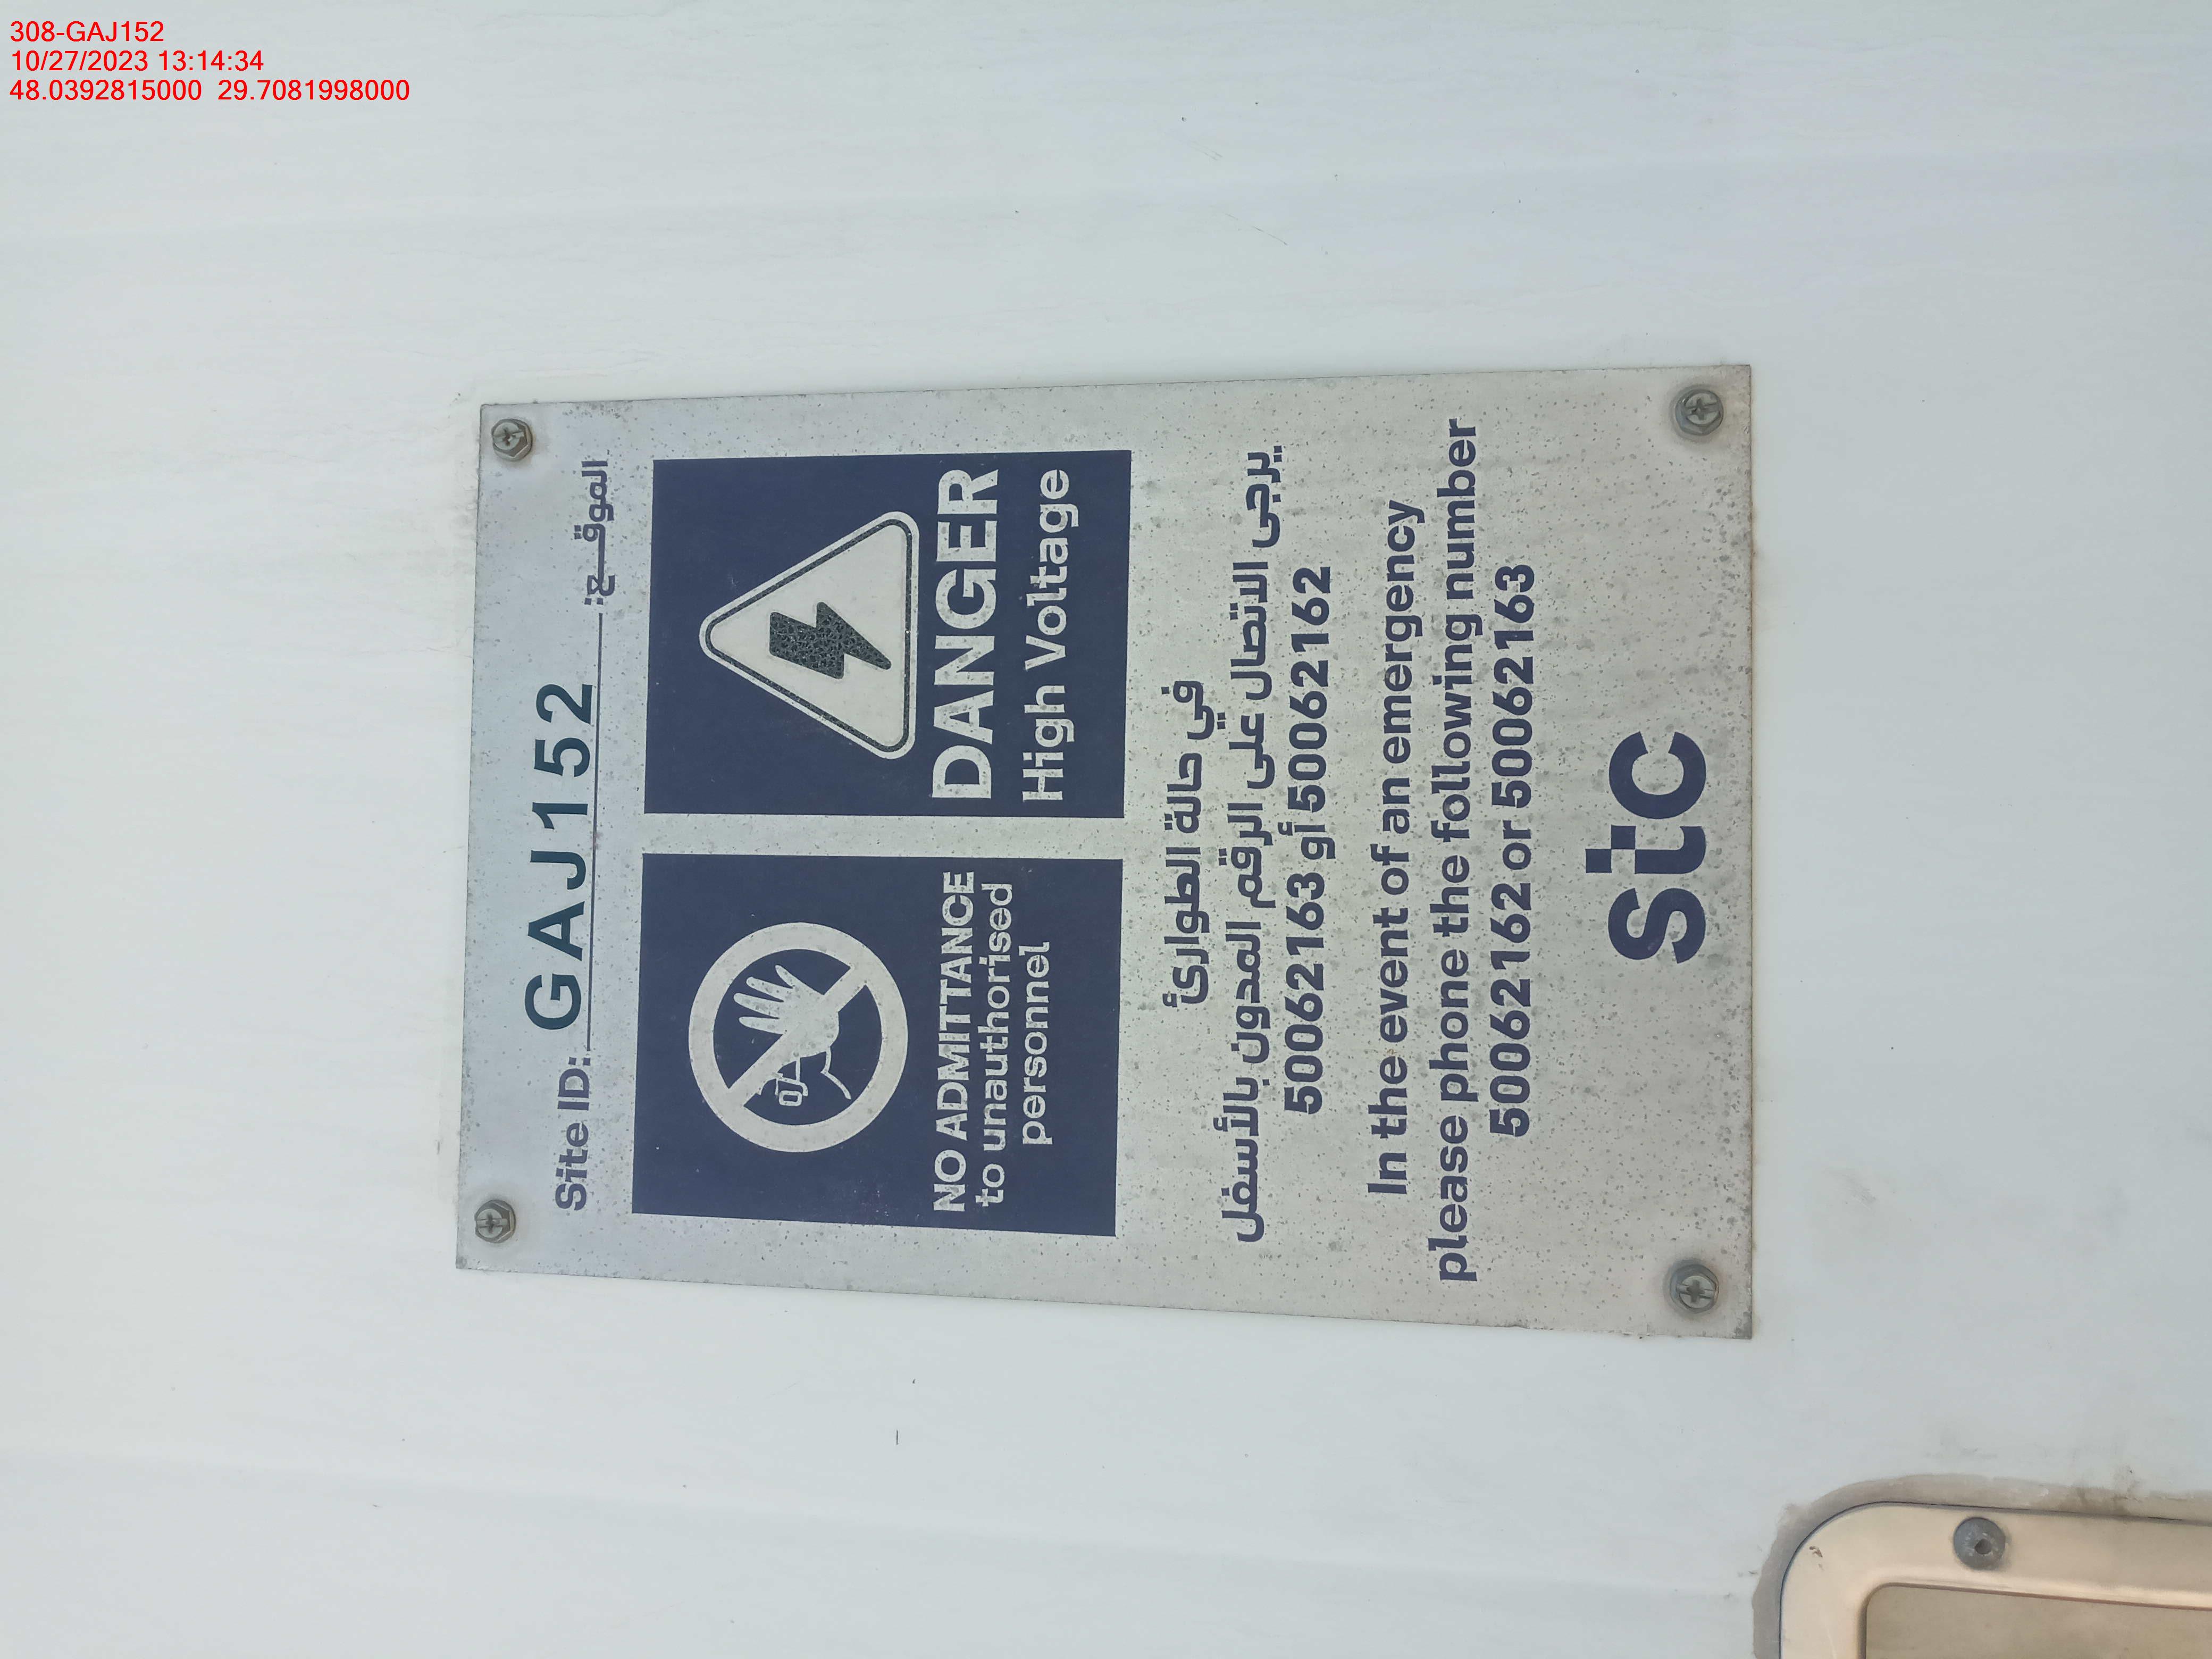 308-GAJ152
10/27/2023 13:14:34
48.0392815000 29.7081998000
Site ID: GAJ152 الموقع:
NO ADMITTANCE
to unauthorised
personnel
DANGER
High Voltage
في حالة الطوارئ
يرجى الاتصال على الرقم المدون بالأسفل
50062163 أو 50062162
In the event of an emergency
please phone the following number
50062162 or 50062163
stc